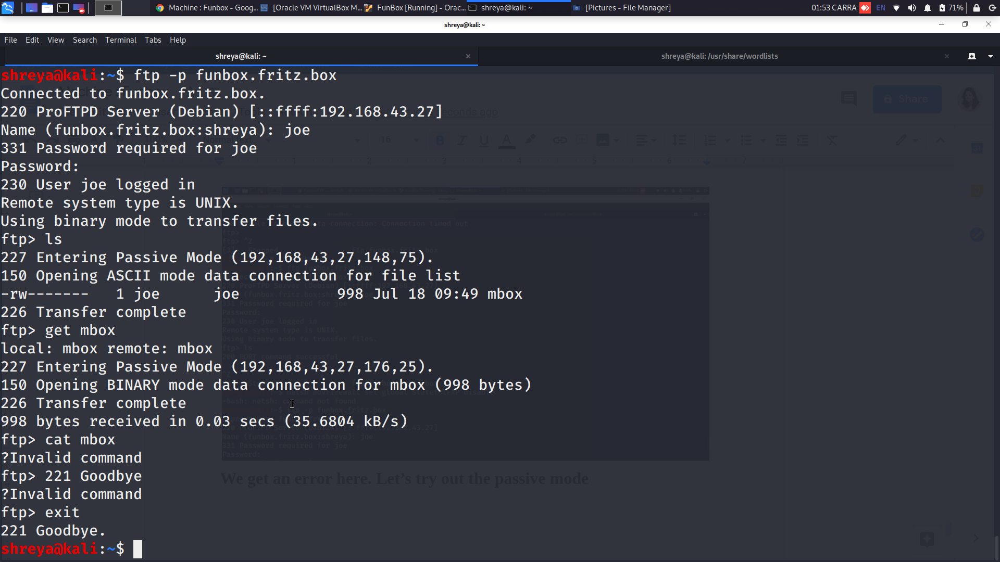 Machine : Funbox - Goog... [Oracle VM VirtualBox M... FunBox [Running] - Orac... shreya@kali: ~ [Pictures - File Manager] 01:53 CARRA EN 71%
shreya@kali: ~
File Edit View Search Terminal Tabs Help
shreya@kali: ~ × shreya@kali: /usr/share/wordlists ×
shreya@kali:~$ ftp -p funbox.fritz.box
Connected to funbox.fritz.box.
220 ProFTPD Server (Debian) [::ffff:192.168.43.27]
Name (funbox.fritz.box:shreya): joe
331 Password required for joe
Password:
230 User joe logged in
Remote system type is UNIX.
Using binary mode to transfer files.
ftp> ls
227 Entering Passive Mode (192,168,43,27,148,75).
150 Opening ASCII mode data connection for file list
-rw-------   1 joe      joe           998 Jul 18 09:49 mbox
226 Transfer complete
ftp> get mbox
local: mbox remote: mbox
227 Entering Passive Mode (192,168,43,27,176,25).
150 Opening BINARY mode data connection for mbox (998 bytes)
226 Transfer complete
998 bytes received in 0.03 secs (35.6804 kB/s)
ftp> cat mbox
?Invalid command
ftp> 221 Goodbye
?Invalid command
ftp> exit
221 Goodbye.
shreya@kali:~$
Share
We get an error here. Let's try out the passive mode